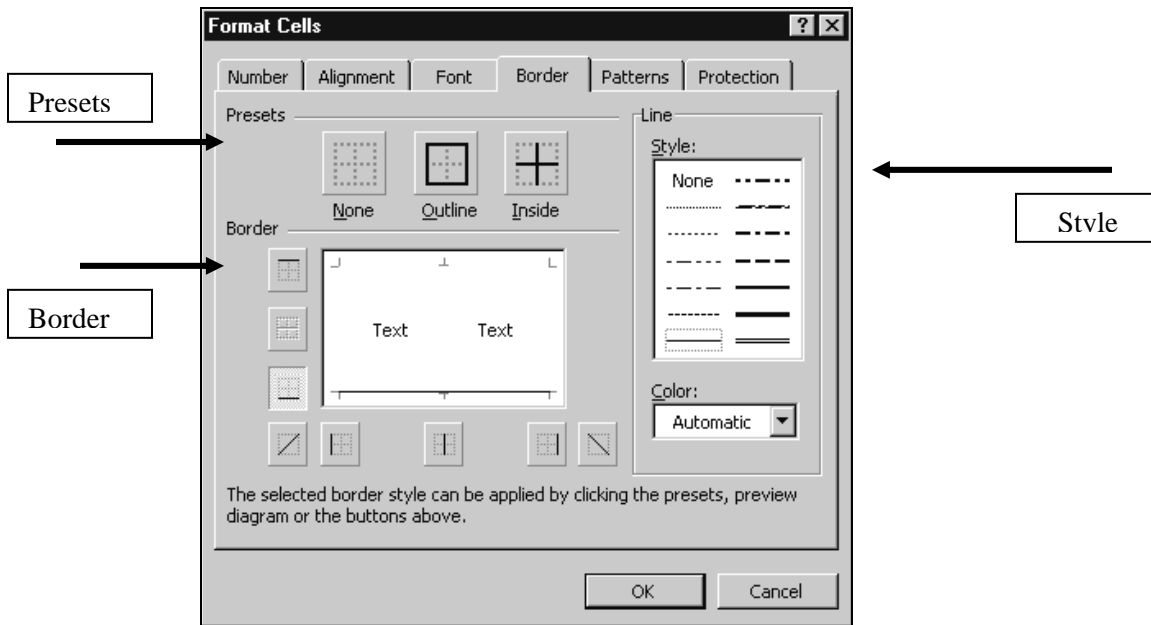 Format Cells
Number Alignment Font Border Patterns Protection
Presets
Presets
None Outline Inside
Border
Border
Text Text
Line
Style:
None
Style
Color:
Automatic
The selected border style can be applied by clicking the presets, preview
diagram or the buttons above.
OK Cancel